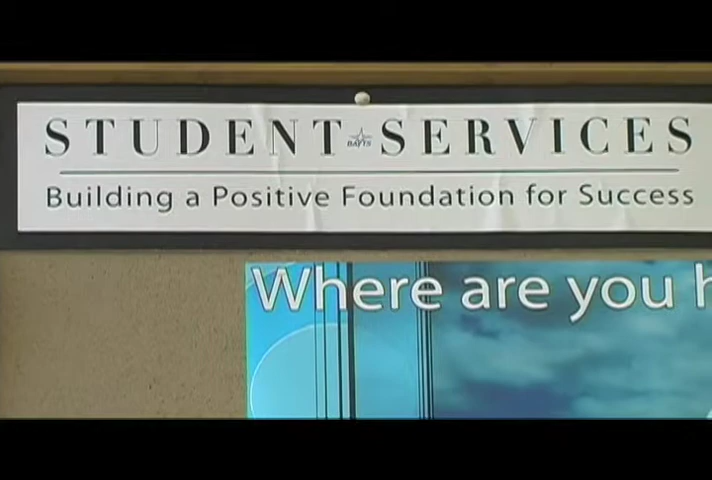 STUDENT SERVICES
Building a Positive Foundation for Success
Where are you